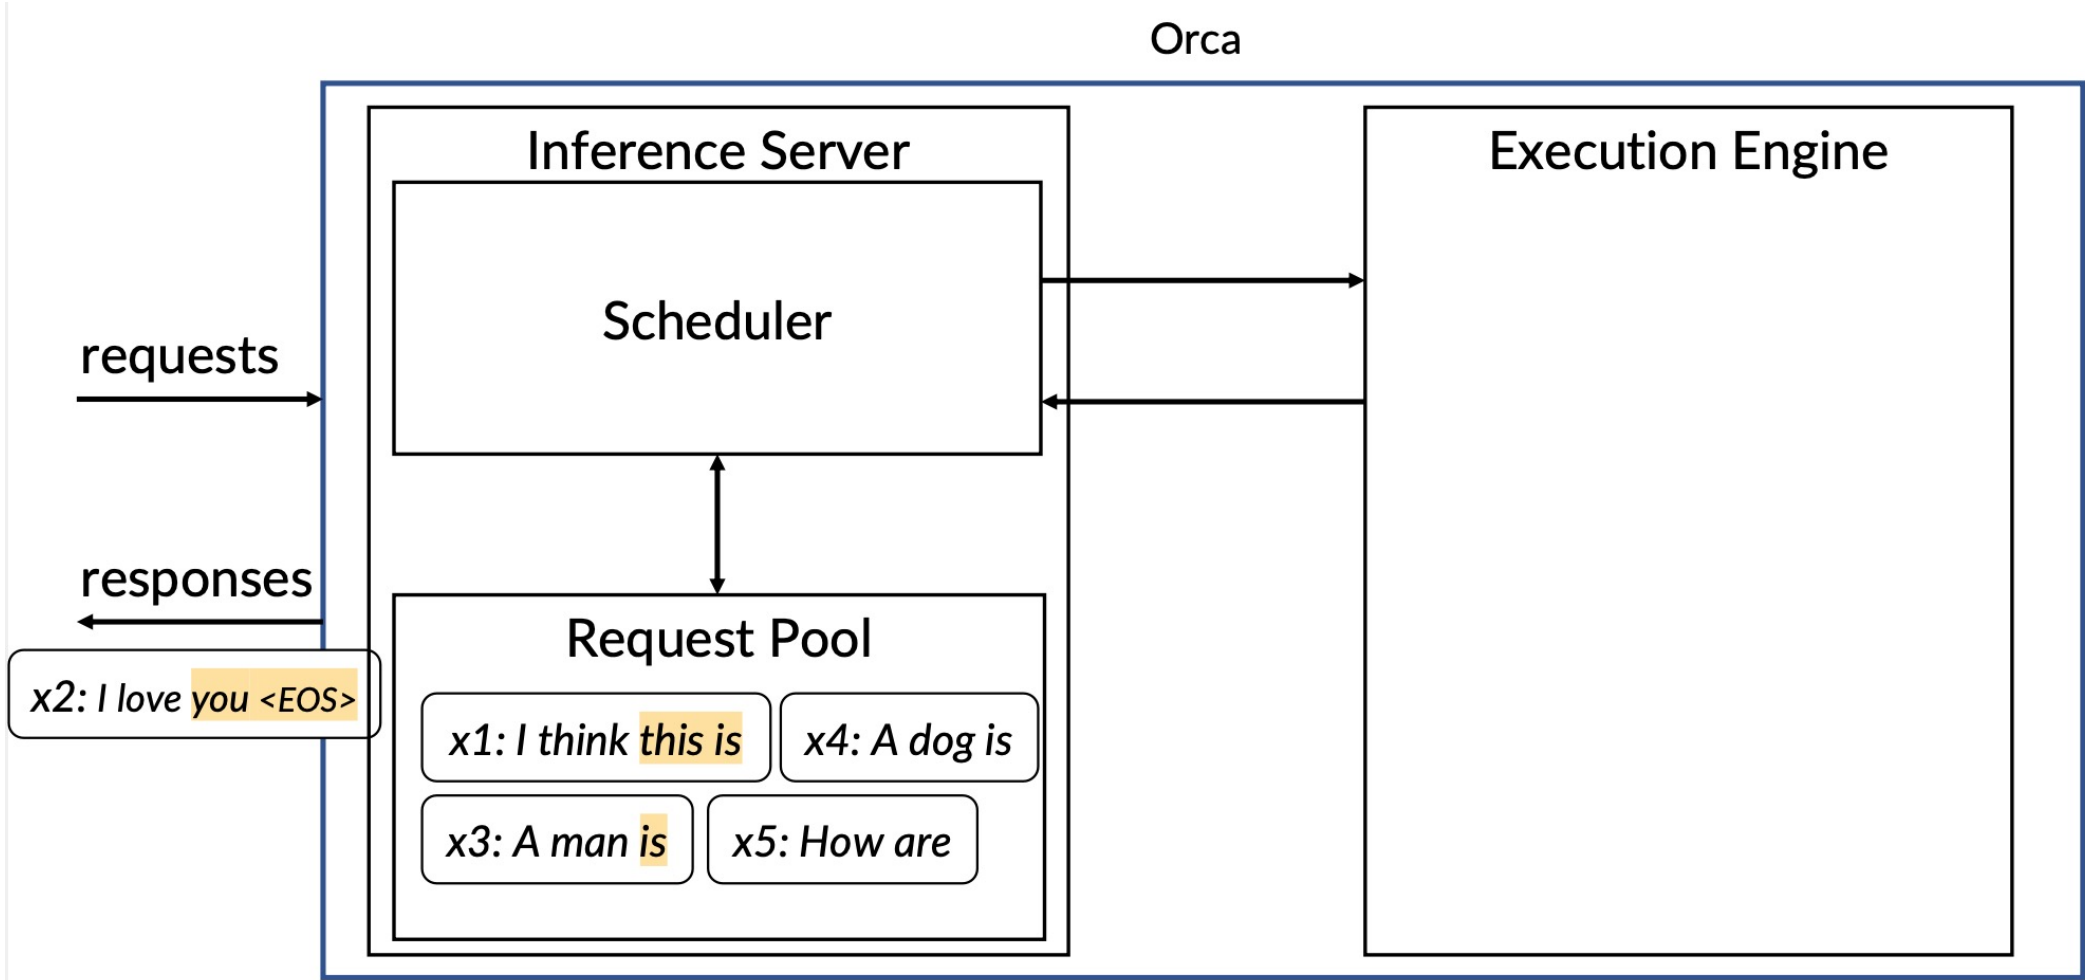 Orca
Inference Server
Execution Engine
Scheduler
requests
responses
x2: I love you <EOS>
Request Pool
x1: I think this is
x4: A dog is
x3: A man is
x5: How are